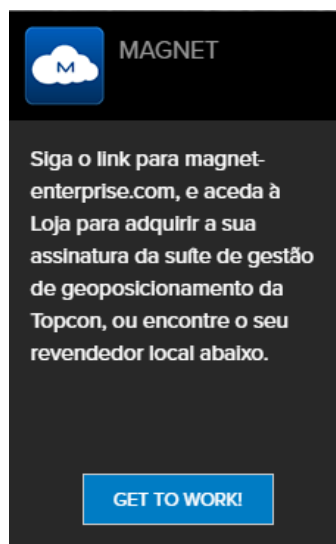 M
MAGNET
Siga o link para magnet-
enterprise.com, e aceda à
Loja para adquirir a sua
assinatura da suíte de gestão
de geoposicionamento da
Topcon, ou encontre o seu
revendedor local abaixo.
GET TO WORK!